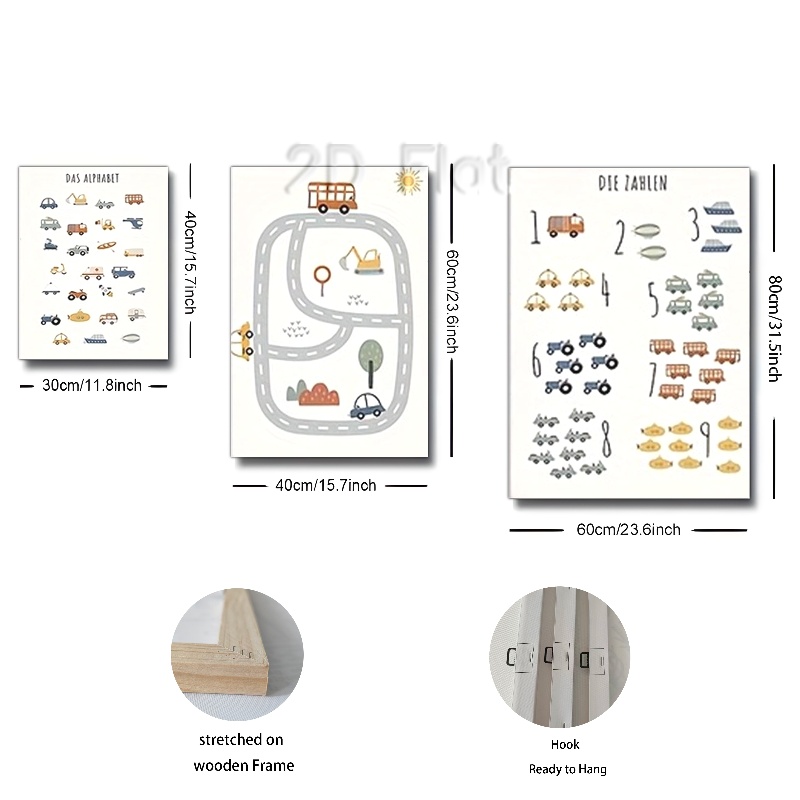 2D Flat
DAS ALPHABET
40cm/15.7inch
30cm/11.8inch
60cm/23.6inch
40cm/15.7inch
DIE ZAHLEN
1
2
3
4
5
6
7
8
9
80cm/31.5inch
60cm/23.6inch
stretched on
wooden Frame
Hook
Ready to Hang